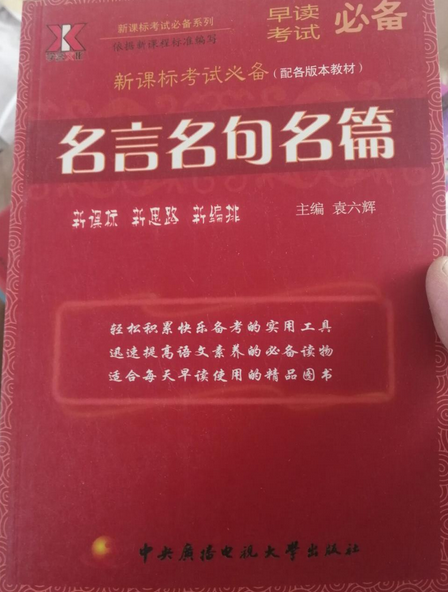 新课标考试必备系列
依据新课程标准编写
早读
考试
必备
新课标考试必备（配各版本教材）
名言名句名篇
新课标 新思路 新编排
主编 袁六辉
轻松积累快乐备考的实用工具
迅速提高语文素养的必备读物
适合每天早读使用的精品图书
中央广播电视大学出版社